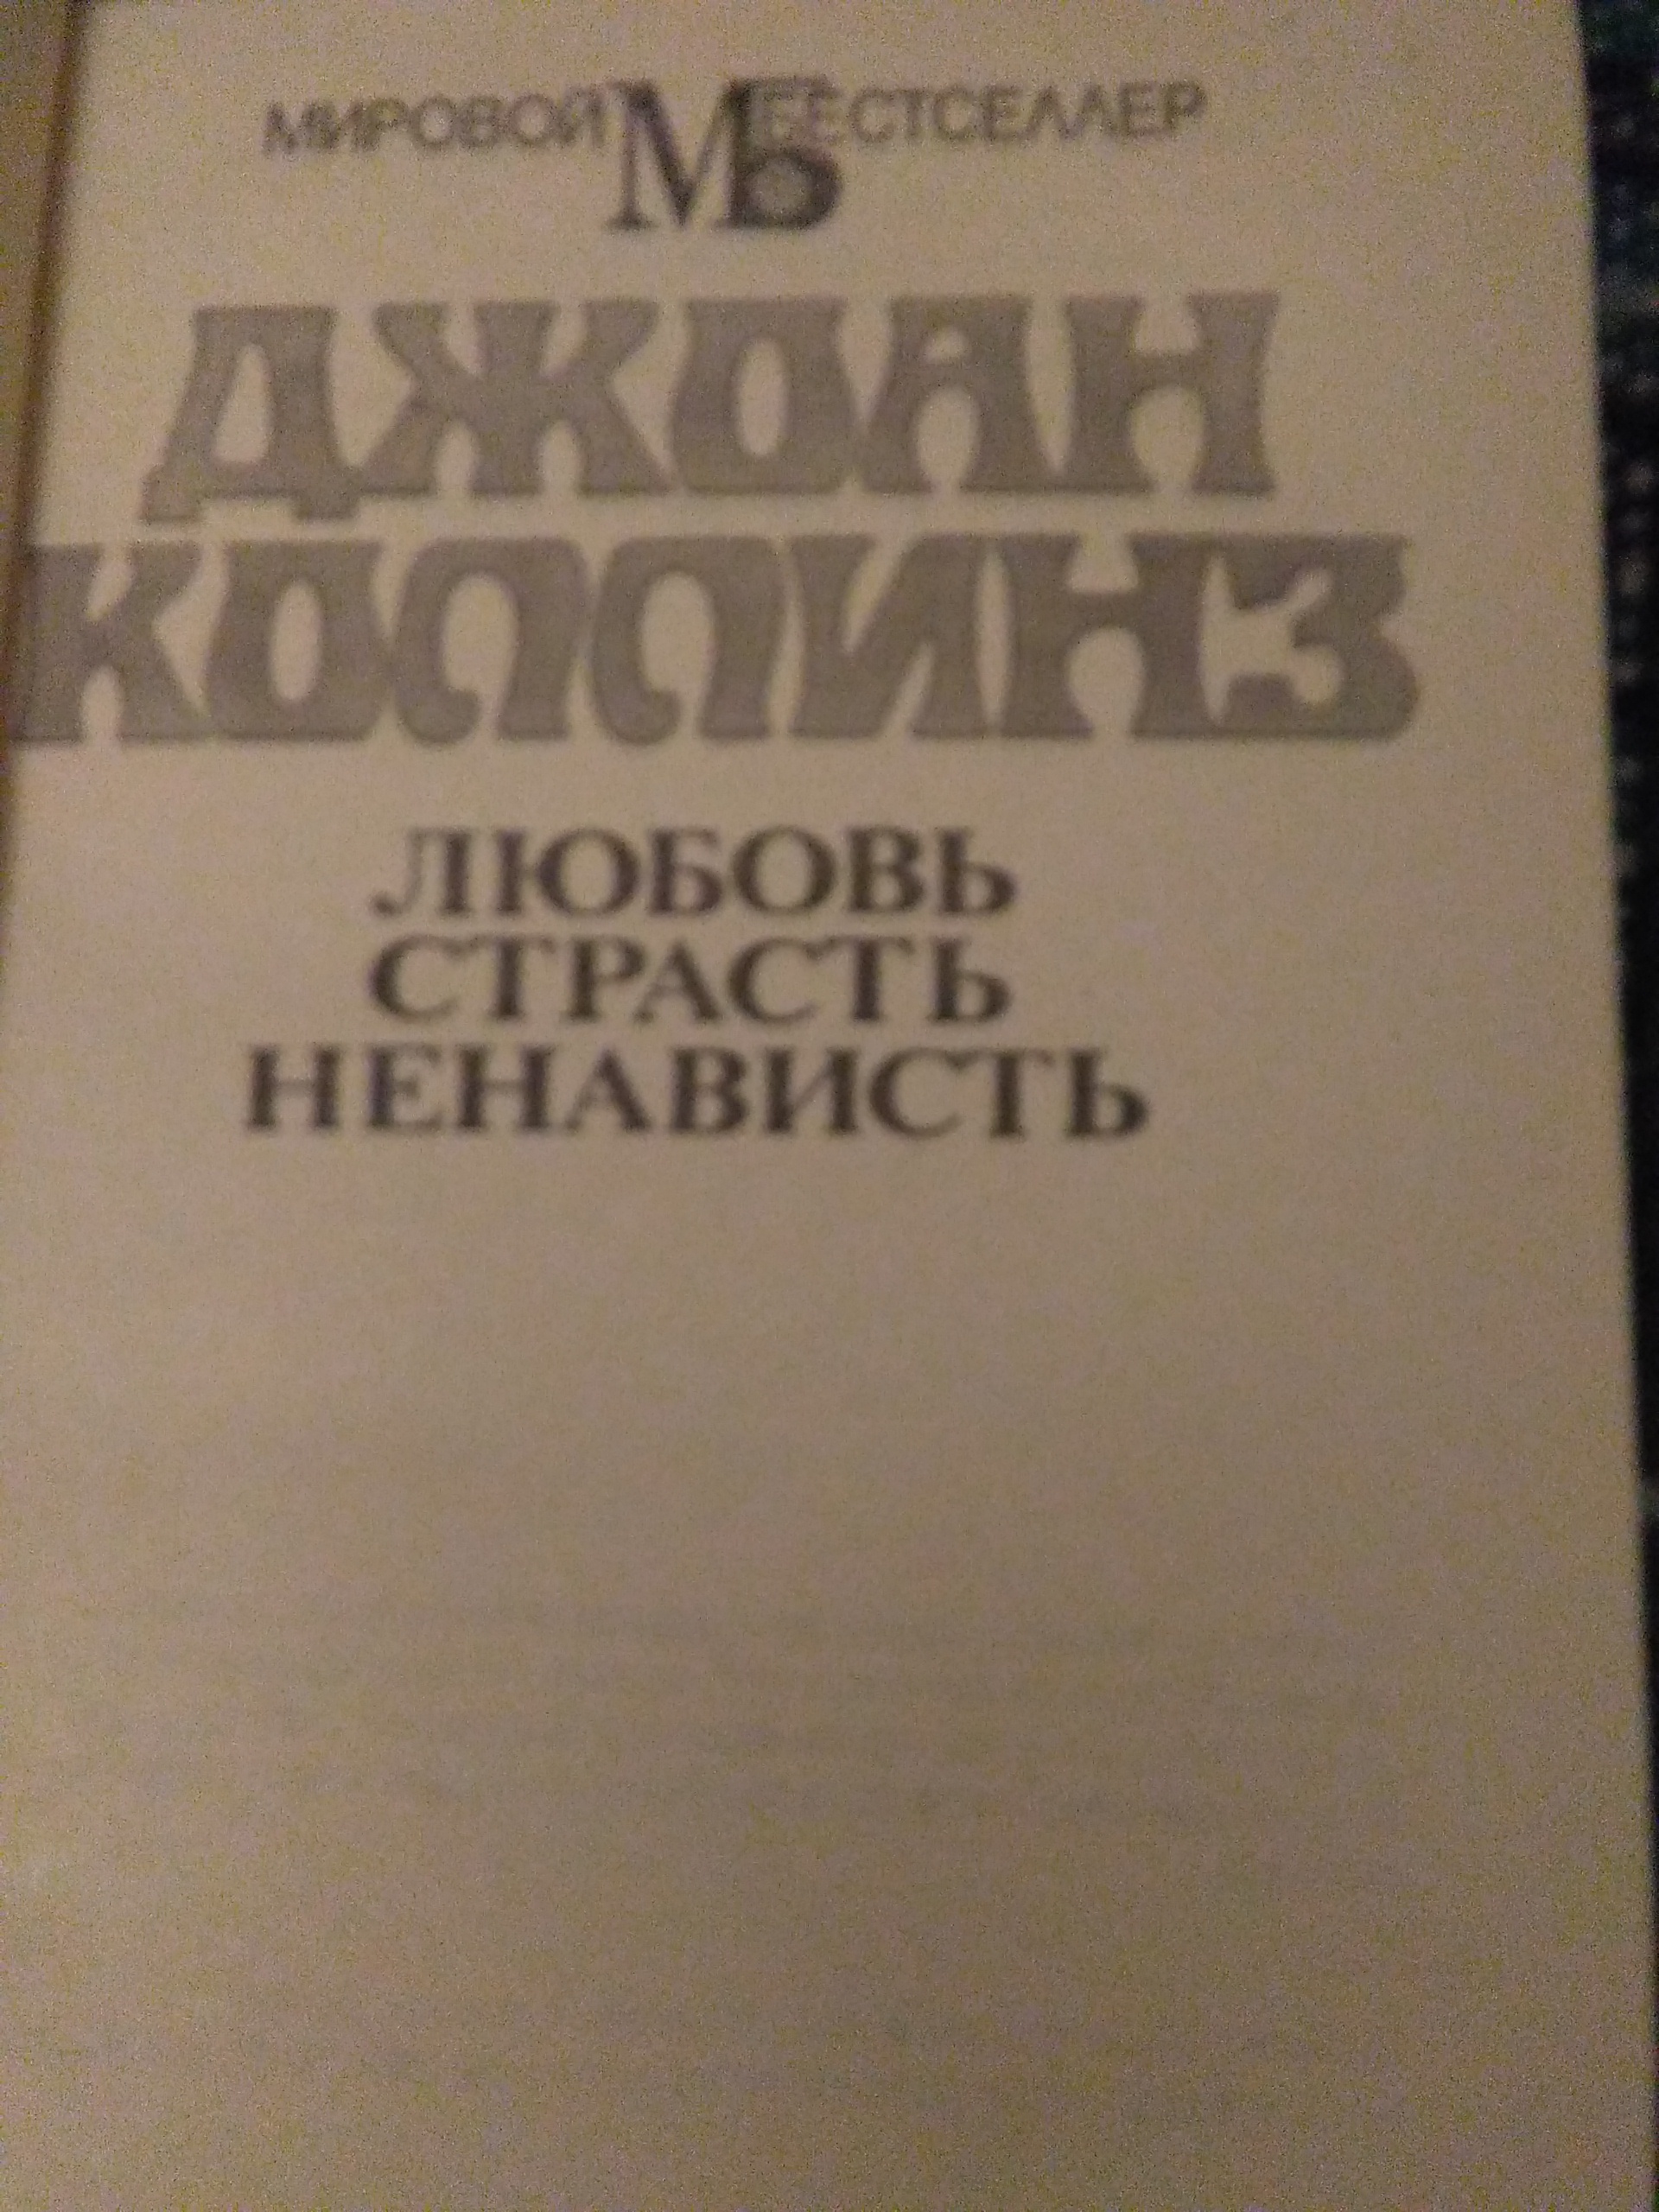 МИРОВОЙ МБ БЕСТСЕЛЛЕР
ДЖОАН
КОЛЛИНЗ
ЛЮБОВЬ
СТРАСТЬ
НЕНАВИСТЬ